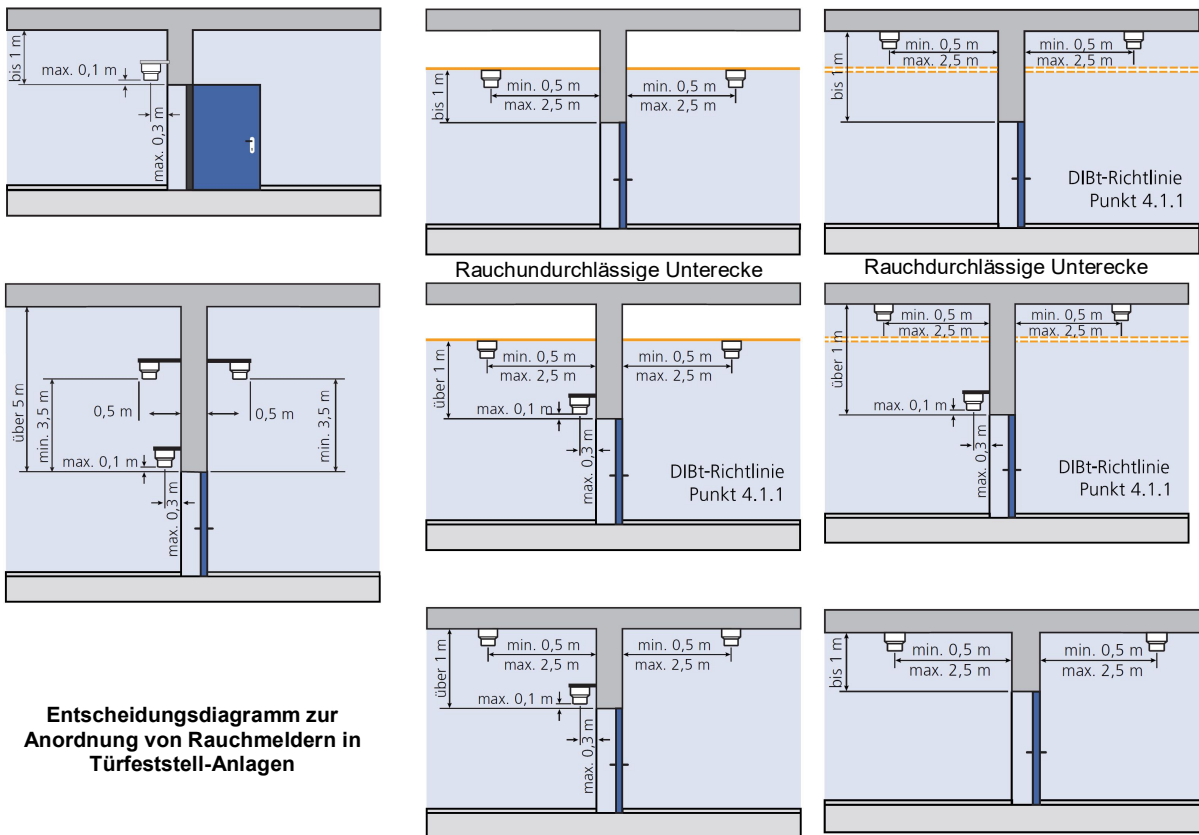 bis 1 m
max. 0,1 m
max. 0,3 m
bis 1 m
min. 0,5 m
max. 2,5 m
min. 0,5 m
max. 2,5 m
bis 1 m
min. 0,5 m
max. 2,5 m
min. 0,5 m
max. 2,5 m
DIBt-Richtlinie
Punkt 4.1.1
Rauchundurchlässige Unterecke
Rauchdurchlässige Unterecke
über 5 m
min. 3,5 m
0,5 m
0,5 m
min. 3,5 m
max. 0,1 m
max. 0,3 m
über 1 m
min. 0,5 m
max. 2,5 m
min. 0,5 m
max. 2,5 m
max. 0,1 m
max. 0,3 m
DIBt-Richtlinie
Punkt 4.1.1
über 1 m
min. 0,5 m
max. 2,5 m
min. 0,5 m
max. 2,5 m
max. 0,1 m
max. 0,3 m
DIBt-Richtlinie
Punkt 4.1.1
Entscheidungsdiagramm zur
Anordnung von Rauchmeldern in
Türfeststell-Anlagen
über 1 m
min. 0,5 m
max. 2,5 m
min. 0,5 m
max. 2,5 m
max. 0,1 m
max. 0,3 m
bis 1 m
min. 0,5 m
max. 2,5 m
min. 0,5 m
max. 2,5 m